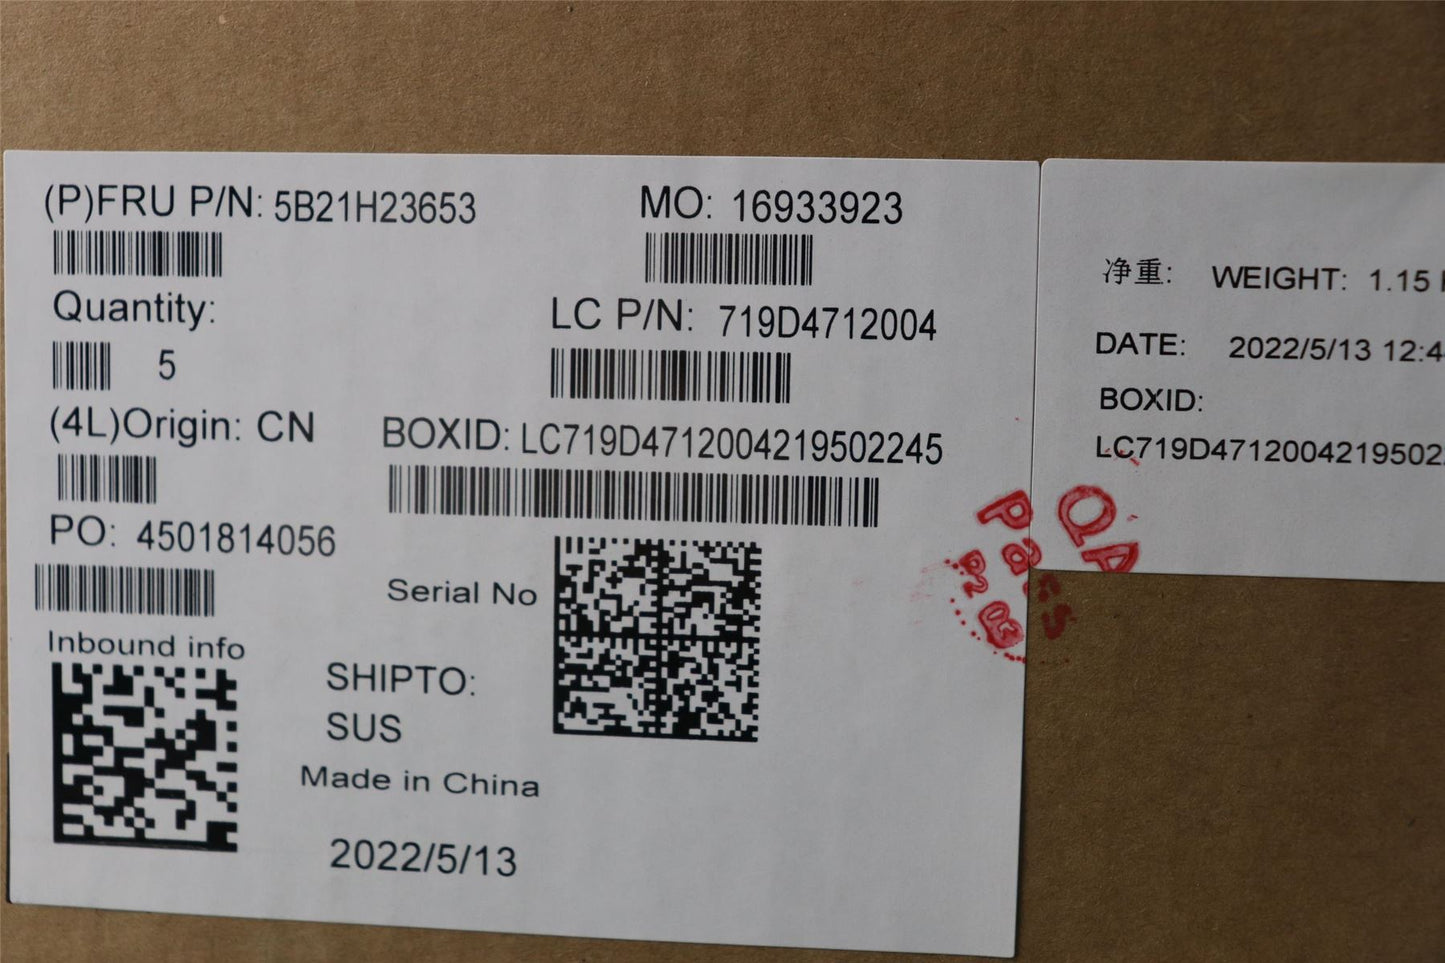 (P)FRU P/N: 5B21H23653
MO: 16933923
Quantity:
5
LC P/N: 719D4712004
(4L)Origin: CN
BOXID: LC719D4712004219502245
PO: 4501814056
Serial No
Inbound info
SHIPTO:
SUS
Made in China
2022/5/13
净重: WEIGHT: 1.15
DATE: 2022/5/13 12:4
BOXID:
LC719D4712004219502
QA
Pass